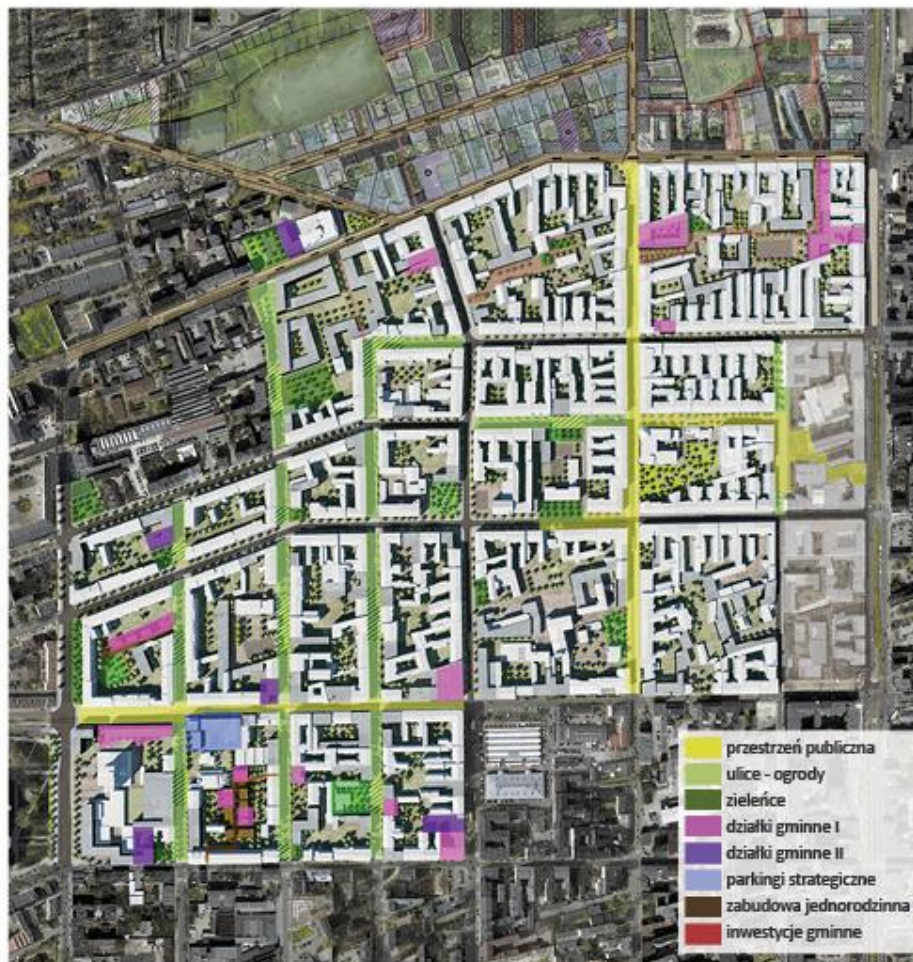 przestrzeń publiczna
ulice - ogrody
zieleńce
działki gminne I
działki gminne II
parkingi strategiczne
zabudowa jednorodzinna
inwestycje gminne